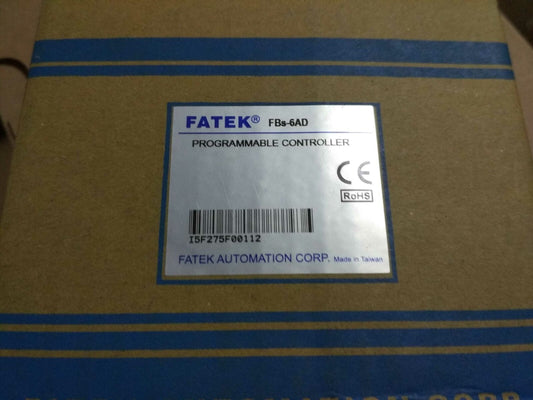 FATEK® FBs-6AD
PROGRAMMABLE CONTROLLER
CE
RoHS
I5F275F00112
FATEK AUTOMATION CORP. Made in Taiwan